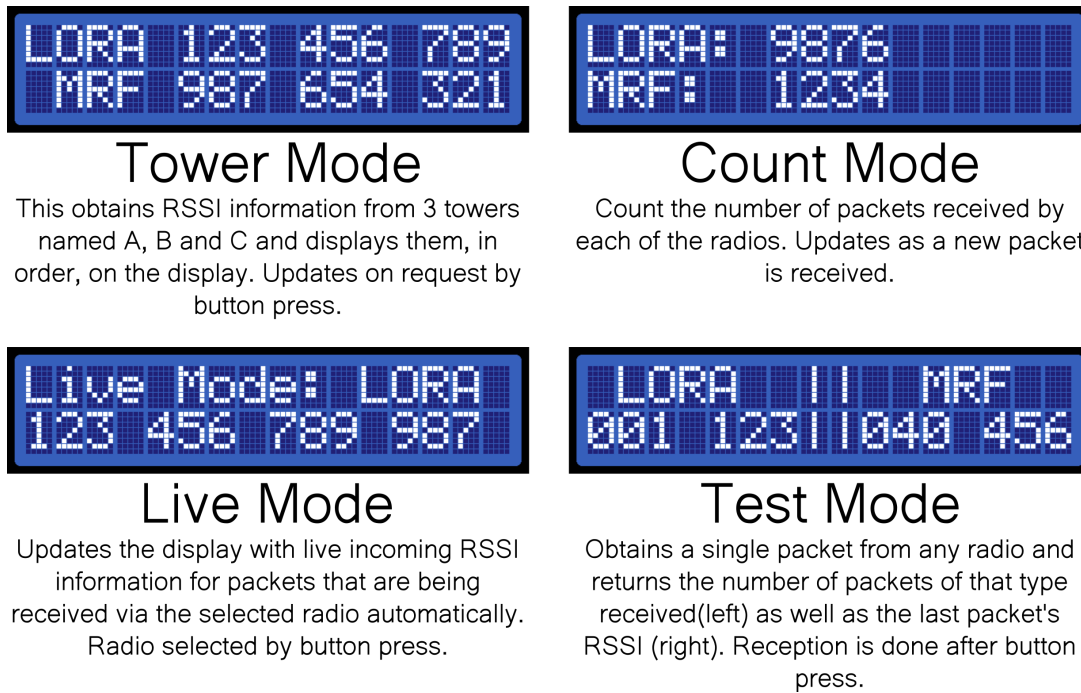 LORA 123 456 789
MRF 987 654 321
Tower Mode
This obtains RSSI information from 3 towers
named A, B and C and displays them, in
order, on the display. Updates on request by
button press.
LORA: 9876
MRF: 1234
Count Mode
Count the number of packets received by
each of the radios. Updates as a new packet
is received.
Live Mode: LORA
123 456 789 987
Live Mode
Updates the display with live incoming RSSI
information for packets that are being
received via the selected radio automatically.
Radio selected by button press.
LORA || MRF
001 123||040 456
Test Mode
Obtains a single packet from any radio and
returns the number of packets of that type
received(left) as well as the last packet's
RSSI (right). Reception is done after button
press.